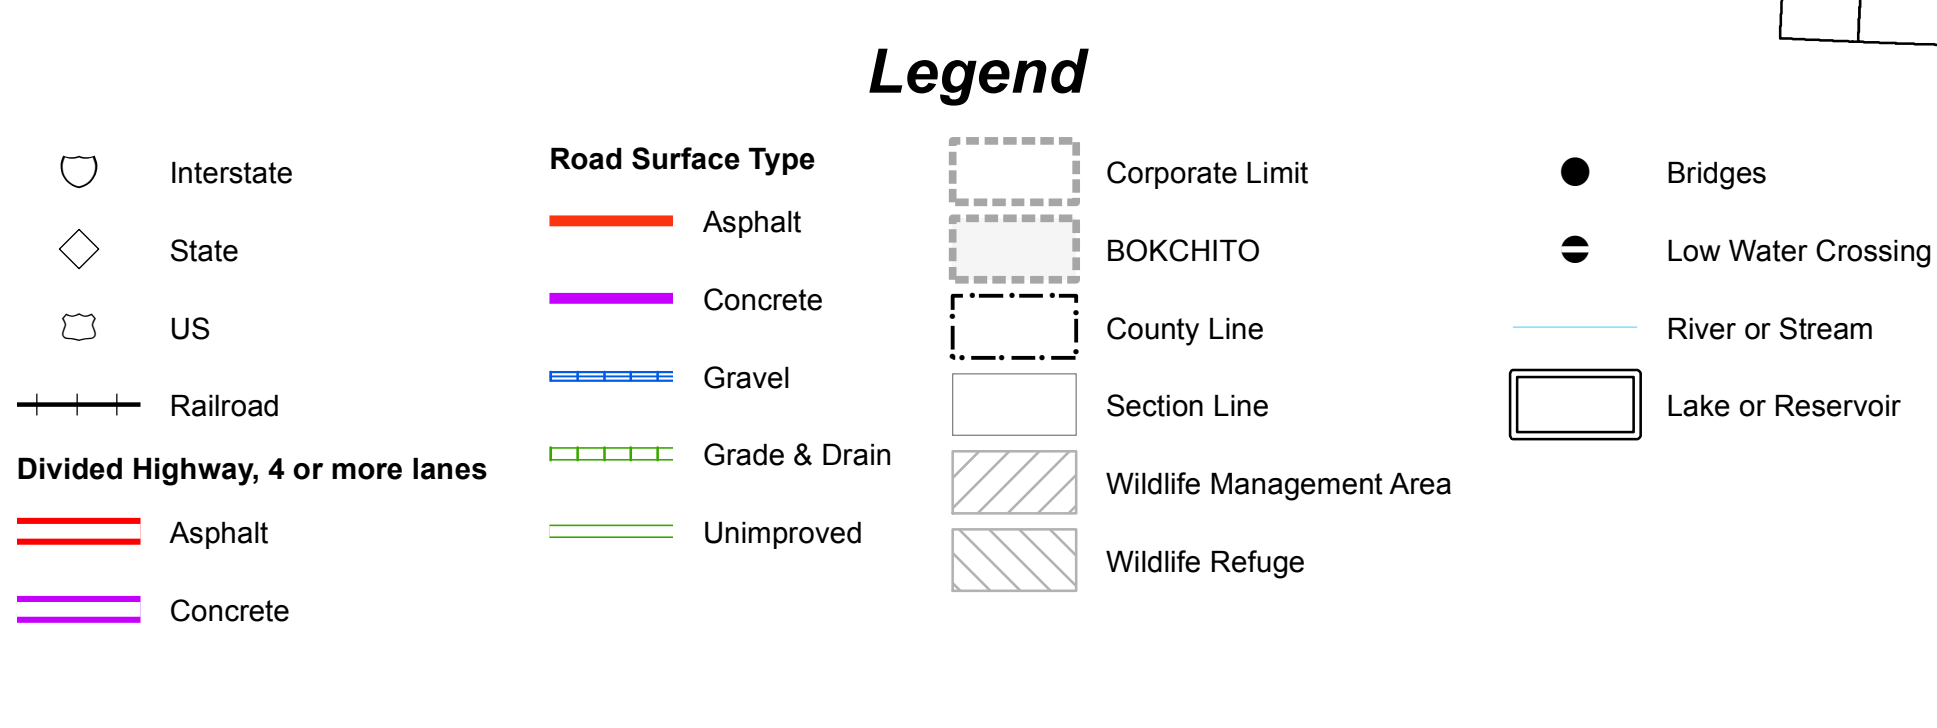 Legend
Interstate
State
US
Railroad
Divided Highway, 4 or more lanes
Asphalt
Concrete
Road Surface Type
Asphalt
Concrete
Gravel
Grade & Drain
Unimproved
Corporate Limit
BOKCHITO
County Line
Section Line
Wildlife Management Area
Wildlife Refuge
Bridges
Low Water Crossing
River or Stream
Lake or Reservoir